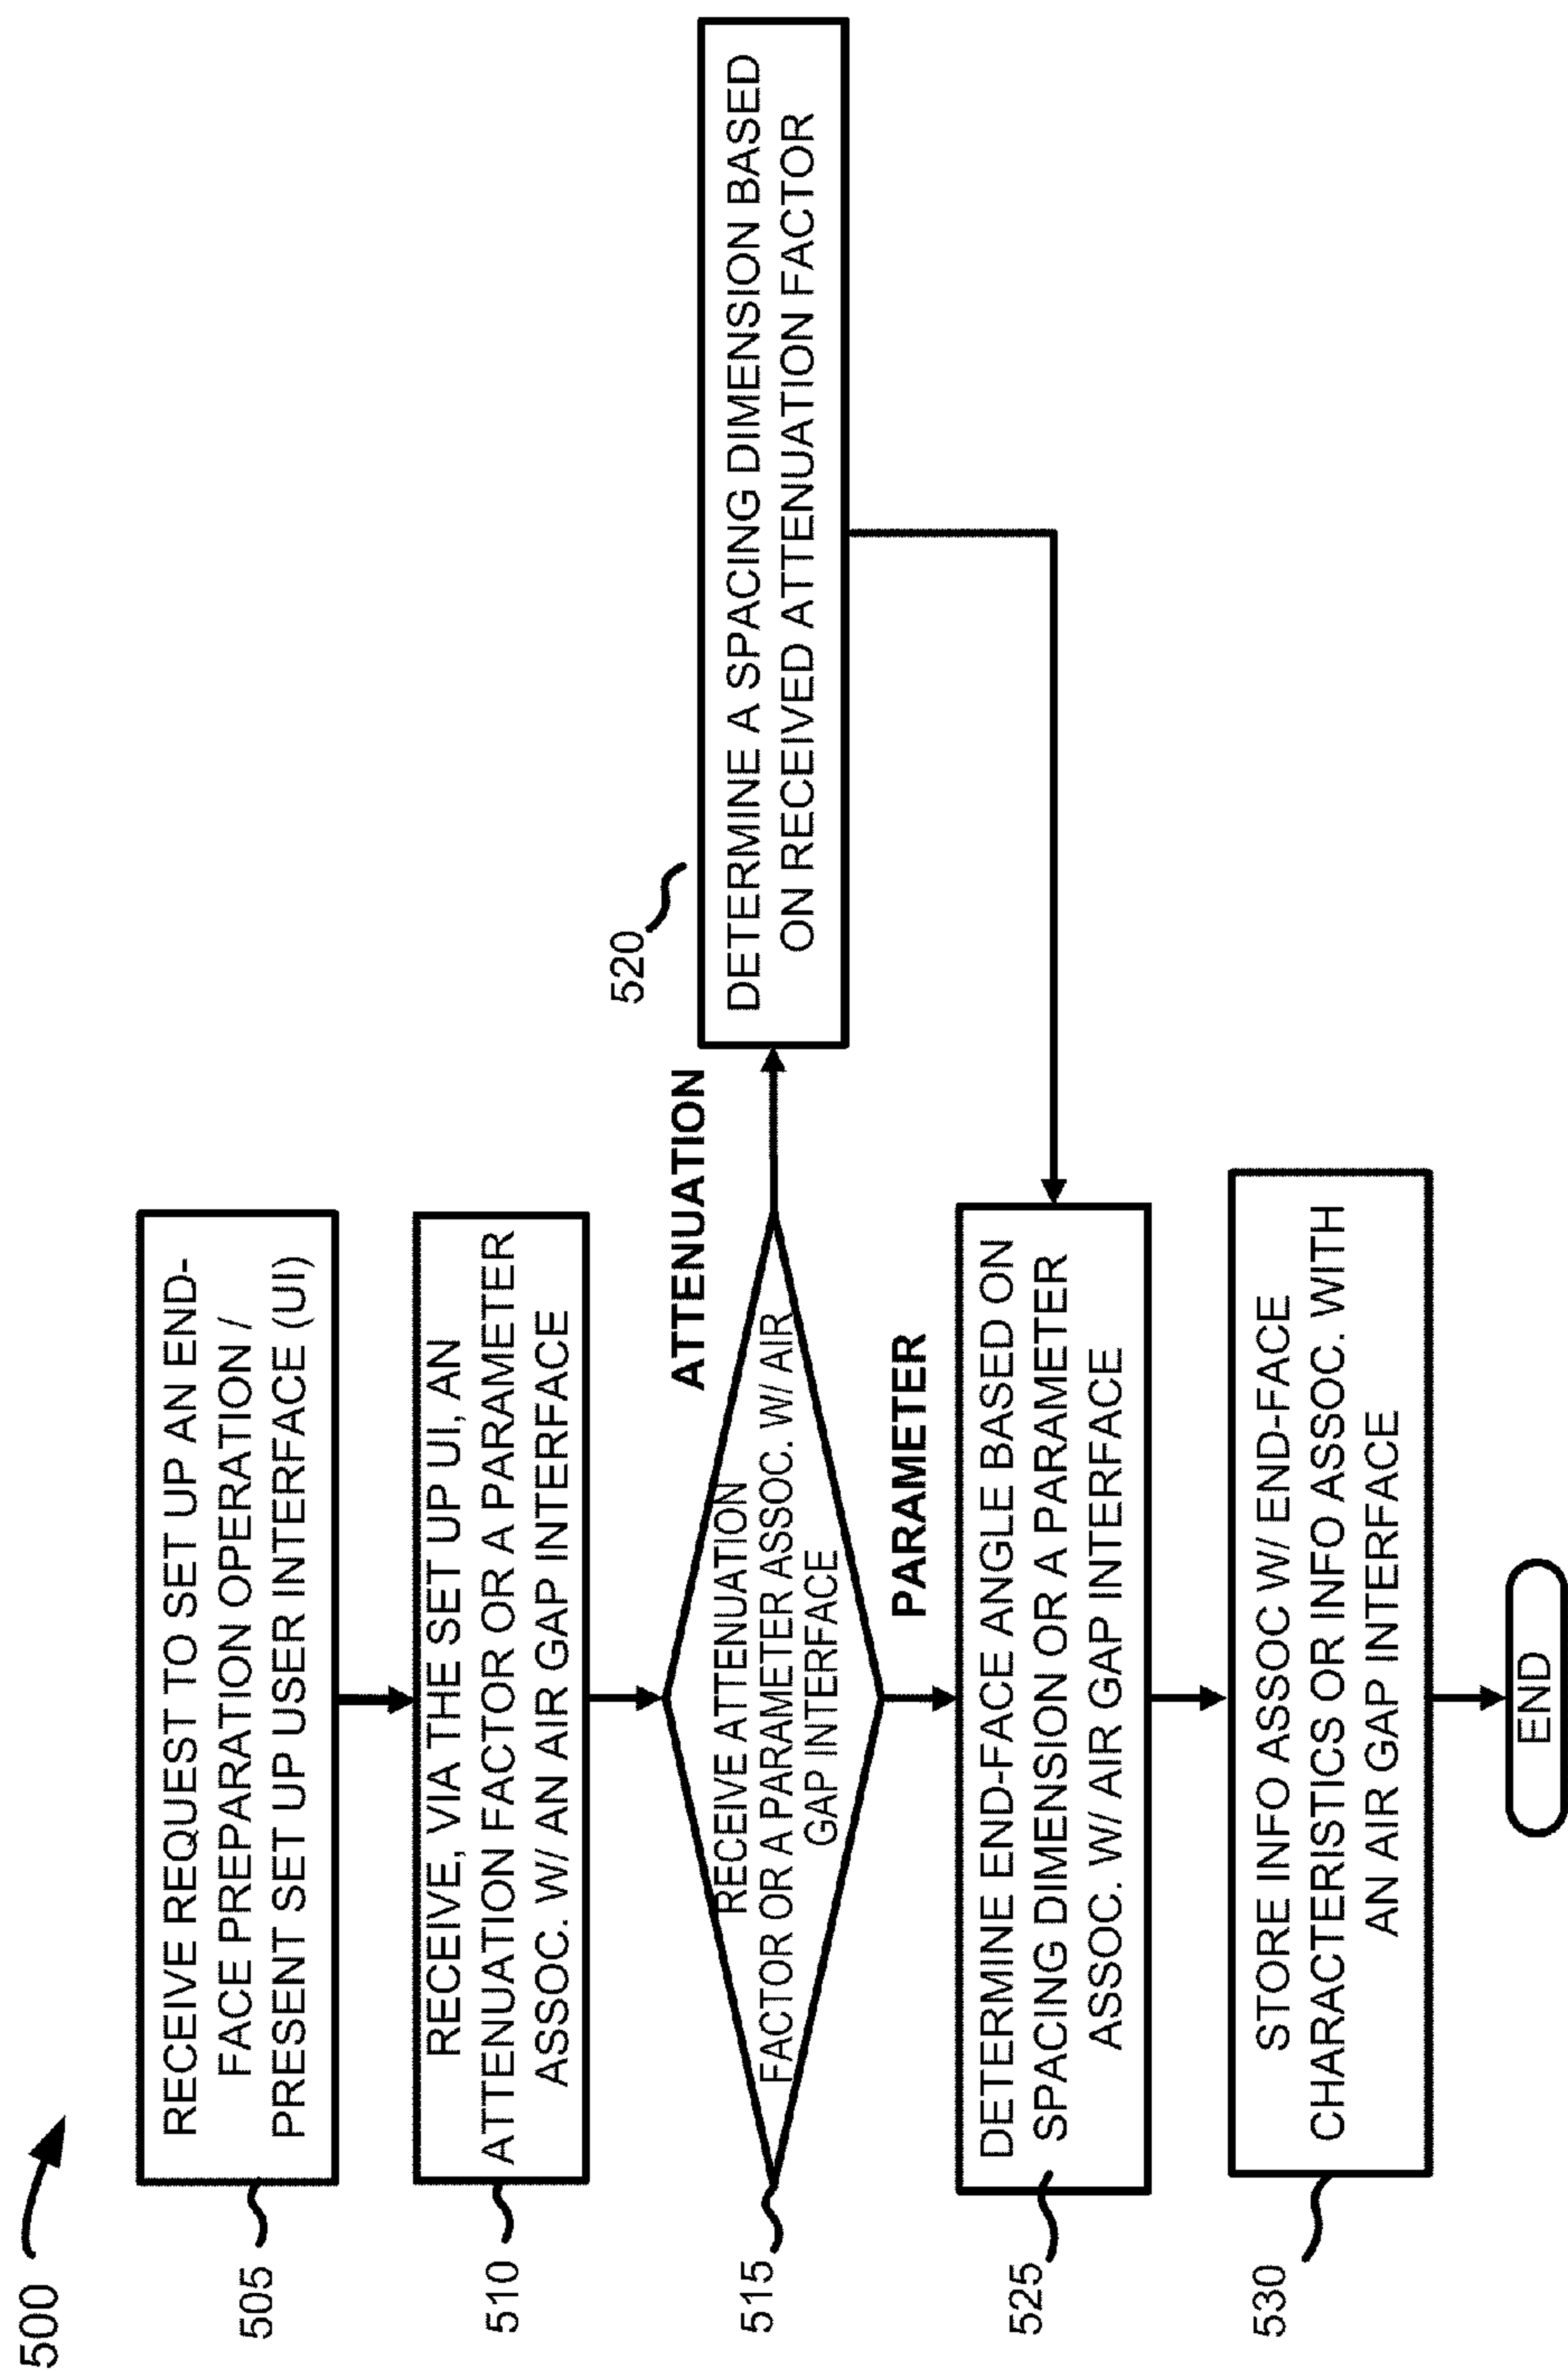 500
505
RECEIVE REQUEST TO SET UP AN END-
FACE PREPARATION OPERATION /
PRESENT SET UP USER INTERFACE (UI)
510
RECEIVE, VIA THE SET UP UI, AN
ATTENUATION FACTOR OR A PARAMETER
ASSOC. W/ AN AIR GAP INTERFACE
515
RECEIVE ATTENUATION
FACTOR OR A PARAMETER ASSOC. W/ AIR
GAP INTERFACE
ATTENUATION
520
DETERMINE A SPACING DIMENSION BASED
ON RECEIVED ATTENUATION FACTOR
PARAMETER
525
DETERMINE END-FACE ANGLE BASED ON
SPACING DIMENSION OR A PARAMETER
ASSOC. W/ AIR GAP INTERFACE
530
STORE INFO ASSOC W/ END-FACE
CHARACTERISTICS OR INFO ASSOC. WITH
AN AIR GAP INTERFACE
END